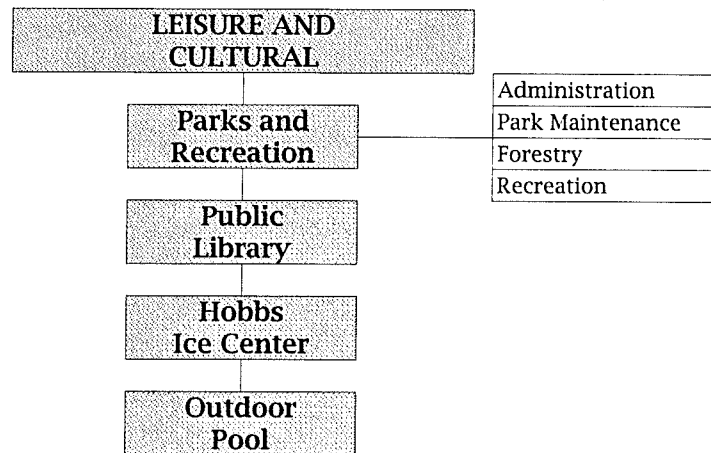 LEISURE AND
CULTURAL
Parks and
Recreation
Administration
Park Maintenance
Forestry
Recreation
Public
Library
Hobbs
Ice Center
Outdoor
Pool